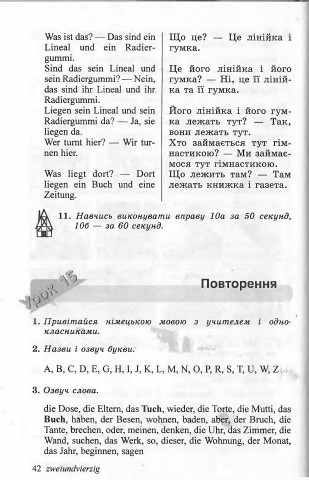 Was ist das? — Das sind ein
Lineal und ein Radier-
gummi.
Sind das sein Lineal und
sein Radiergummi? — Nein,
das sind ihr Lineal und ihr
Radiergummi.
Liegen sein Lineal und sein
Radiergummi da? — Ja, sie
liegen da.
Wer turnt hier? — Wir tur-
nen hier.
Was liegt dort? — Dort
liegen ein Buch und eine
Zeitung.
Що це? — Це лінійка і
гумка.
Це його лінійка і його
гумка? — Ні, це її ліній-
ка та її гумка.
Його лінійка і його гум-
ка лежать тут? — Так,
вони лежать тут.
Хто займається тут гім-
настикою? — Ми займає-
мося тут гімнастикою.
Що лежить там? — Там
лежать книжка і газета.
11. Навчись виконувати вправу 10а за 50 секунд,
10б — за 60 секунд.
Урок 15
Повторення
1. Привітайся німецькою мовою з учителем і одно-
класниками.
2. Назви і озвуч букви:
A, B, C, D, E, G, H, I, J, K, L, M, N, O, P, R, S, T, U, W, Z
3. Озвуч слова.
die Dose, die Eltern, das Tuch, wieder, die Torte, die Mutti, das
Buch, haben, der Besen, wohnen, baden, aber, der Bruch, die
Tante, brechen, oder, meinen, denken, die Uhr, das Zimmer, die
Wand, suchen, das Werk, so, dieser, die Wohnung, der Monat,
das Jahr, beginnen, sagen
42 zweiundvierzig